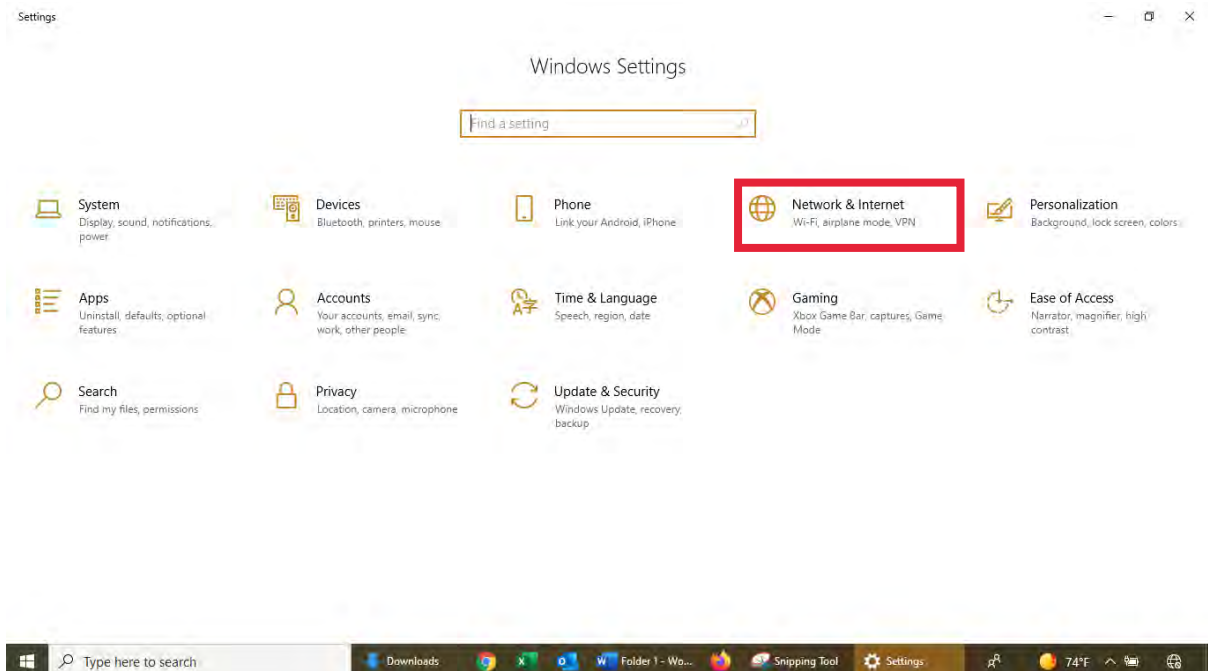 Settings
Windows Settings
Find a setting
System
Display, sound, notifications,
power
Devices
Bluetooth, printers, mouse
Phone
Link your Android, iPhone
Network & Internet
Wi-Fi, airplane mode, VPN
Personalization
Background, lock screen, colors
Apps
Uninstall, defaults, optional
features
Accounts
Your accounts, email, sync,
work, other people
Time & Language
Speech, region, date
Gaming
Xbox Game Bar, captures, Game
Mode
Ease of Access
Narrator, magnifier, high
contrast
Search
Find my files, permissions
Privacy
Location, camera, microphone
Update & Security
Windows Update, recovery,
backup
Type here to search
Downloads
Folder 1 - Wo...
Snipping Tool
Settings
74°F